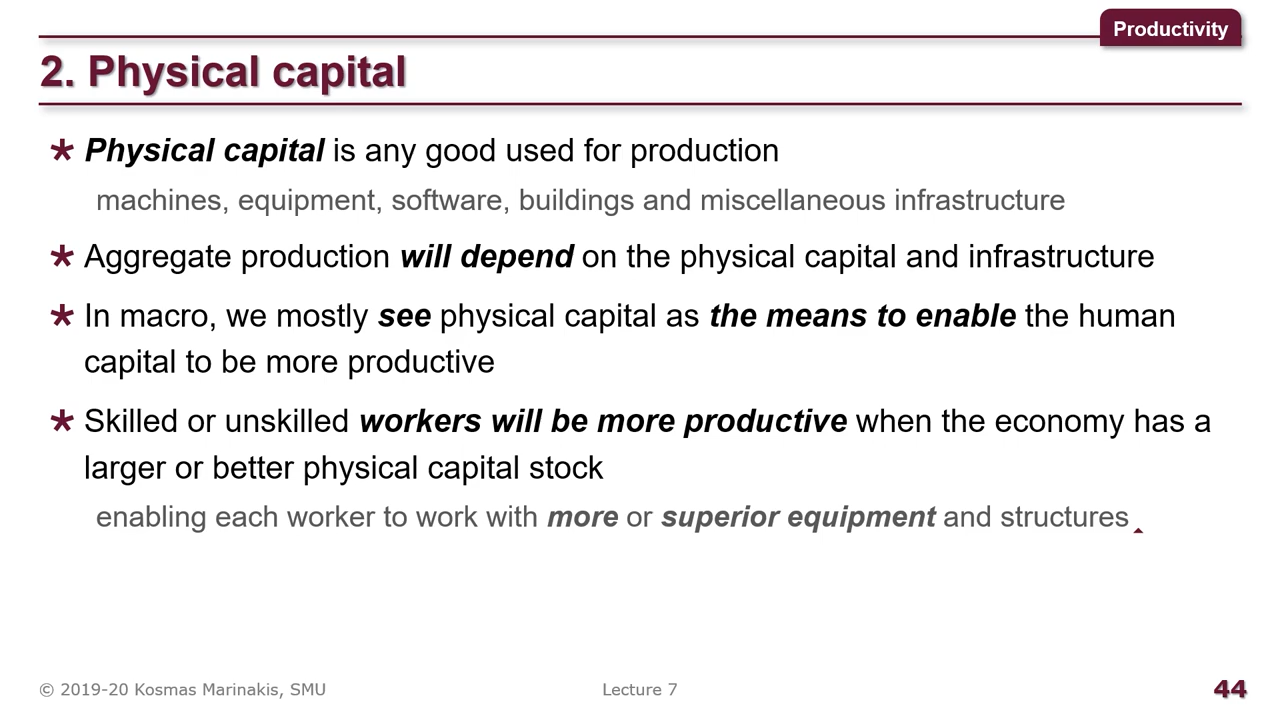 Productivity
2. Physical capital
* Physical capital is any good used for production
machines, equipment, software, buildings and miscellaneous infrastructure
* Aggregate production will depend on the physical capital and infrastructure
* In macro, we mostly see physical capital as the means to enable the human
capital to be more productive
* Skilled or unskilled workers will be more productive when the economy has a
larger or better physical capital stock
enabling each worker to work with more or superior equipment and structures
© 2019-20 Kosmas Marinakis, SMU
Lecture 7
44